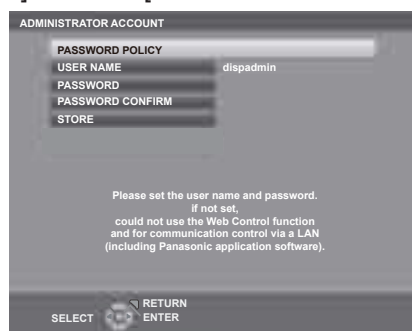 ADMINISTRATOR ACCOUNT
PASSWORD POLICY
USER NAME dispadmin
PASSWORD
PASSWORD CONFIRM
STORE
Please set the user name and password.
if not set,
could not use the Web Control function
and for communication control via a LAN
(including Panasonic application software).
RETURN
SELECT ENTER